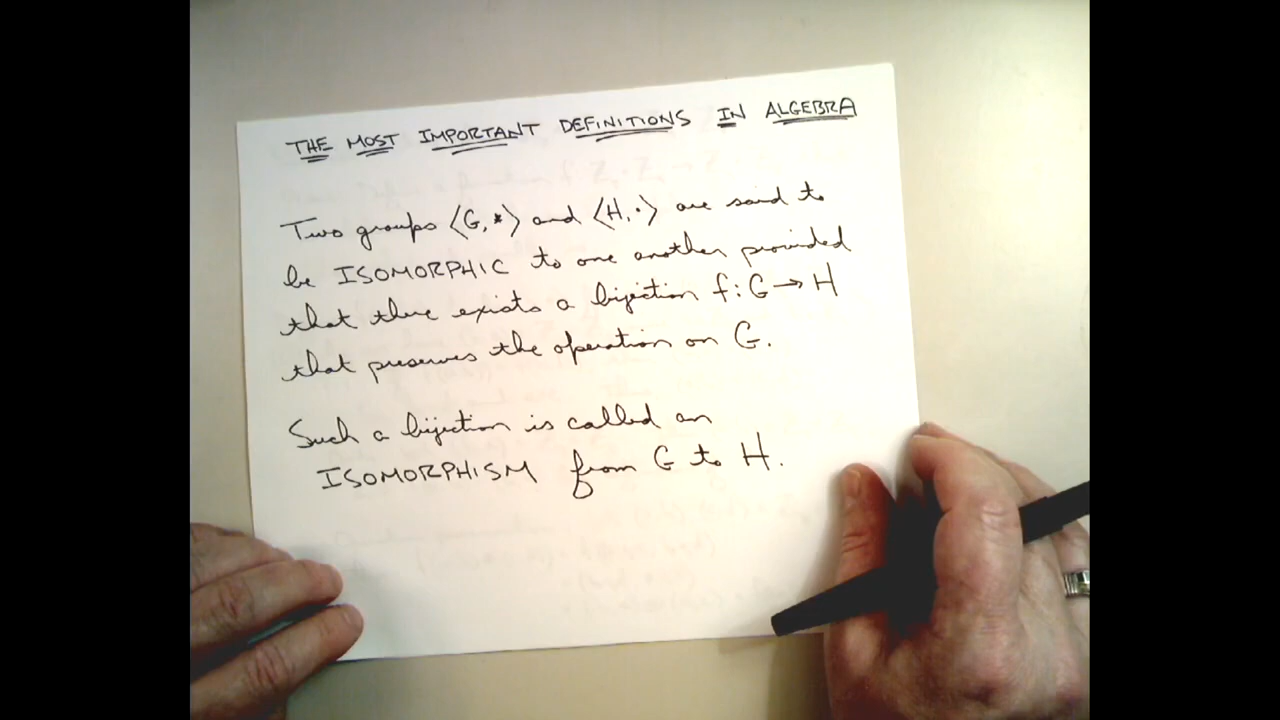 THE MOST IMPORTANT DEFINITIONS IN ALGEBRA
Two groups ⟨G, *⟩ and ⟨H, ·⟩ are said to
be ISOMORPHIC to one another provided
that there exists a bijection f: G → H
that preserves the operation on G.
Such a bijection is called an
ISOMORPHISM from G to H.